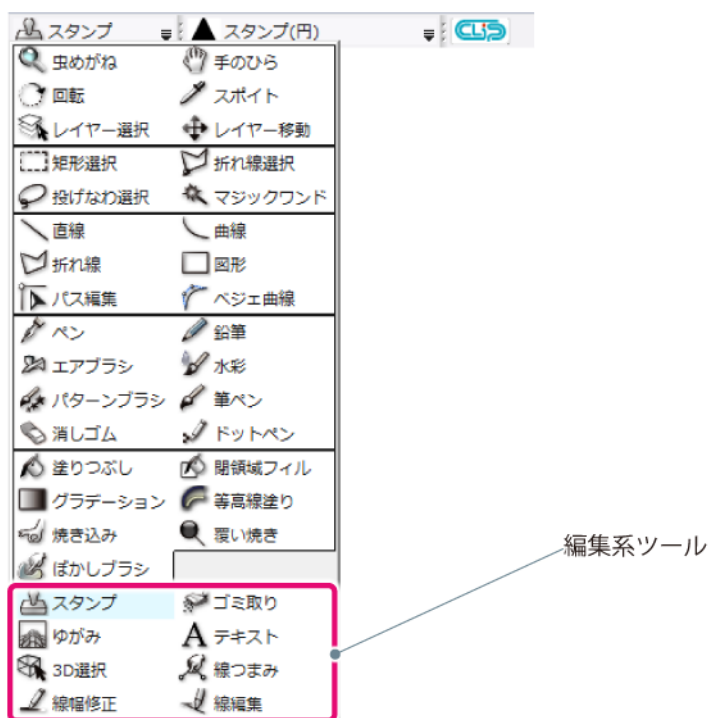 スタンプ スタンプ(円) CLiP
虫めがね 手のひら
回転 スポイト
レイヤー選択 レイヤー移動
矩形選択 折れ線選択
投げなわ選択 マジックワンド
直線 曲線
折れ線 図形
パス編集 ベジェ曲線
ペン 鉛筆
エアブラシ 水彩
パターンブラシ 筆ペン
消しゴム ドットペン
塗りつぶし 閉領域フィル
グラデーション 等高線塗り
焼き込み 覆い焼き
ぼかしブラシ
編集系ツール
スタンプ ゴミ取り
ゆがみ テキスト
3D選択 線つまみ
線幅修正 線編集